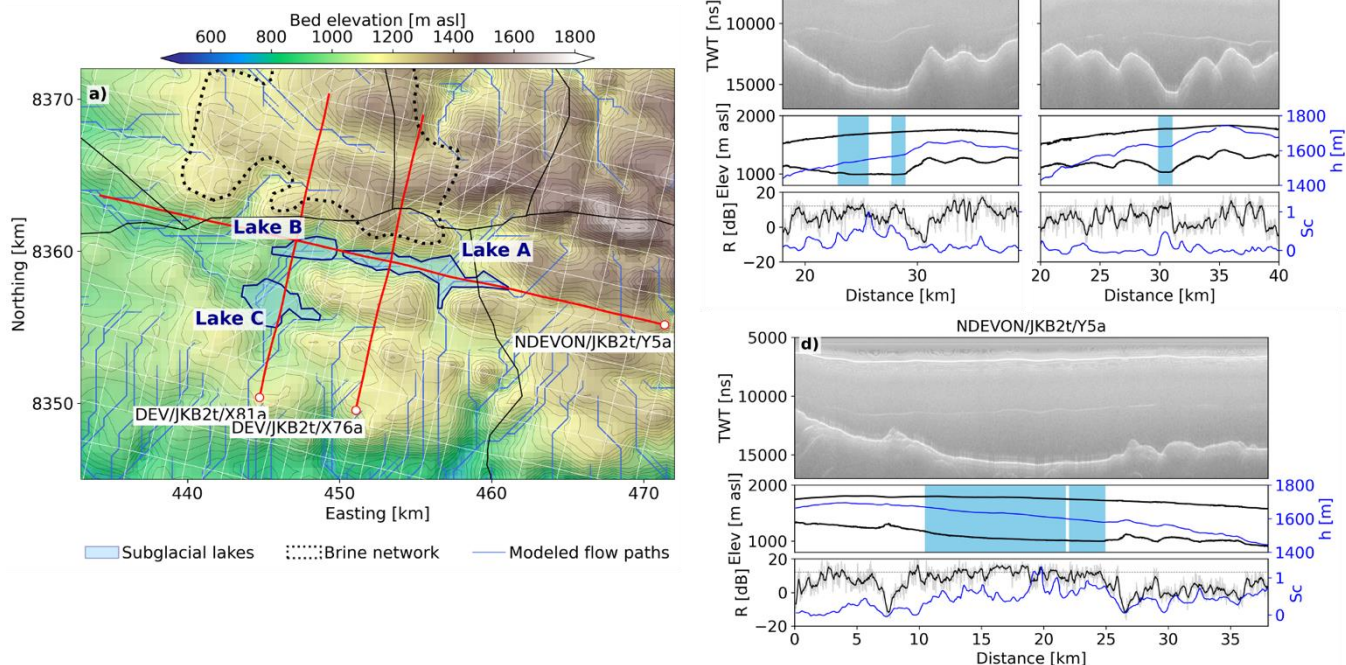 Bed elevation [m asl]
600 800 1000 1200 1400 1600 1800
a)
8370
8360
8350
Northing [km]
Lake B
Lake A
Lake C
NDEVON/JKB2t/Y5a
DEV/JKB2t/X81a
DEV/JKB2t/X76a
440 450 460 470
Easting [km]
Subglacial lakes
Brine network
Modeled flow paths
TWT [ns]
10000
15000
Elev [m asl]
2000
1000
1800
1600
1400
h [m]
R [dB]
20
0
−20
1
0
Sc
20 30
Distance [km]
20 25 30 35 40
Distance [km]
NDEVON/JKB2t/Y5a
d)
TWT [ns]
5000
10000
15000
Elev [m asl]
2000
1000
1800
1600
1400
h [m]
R [dB]
20
0
−20
1
0
Sc
0 5 10 15 20 25 30 35
Distance [km]